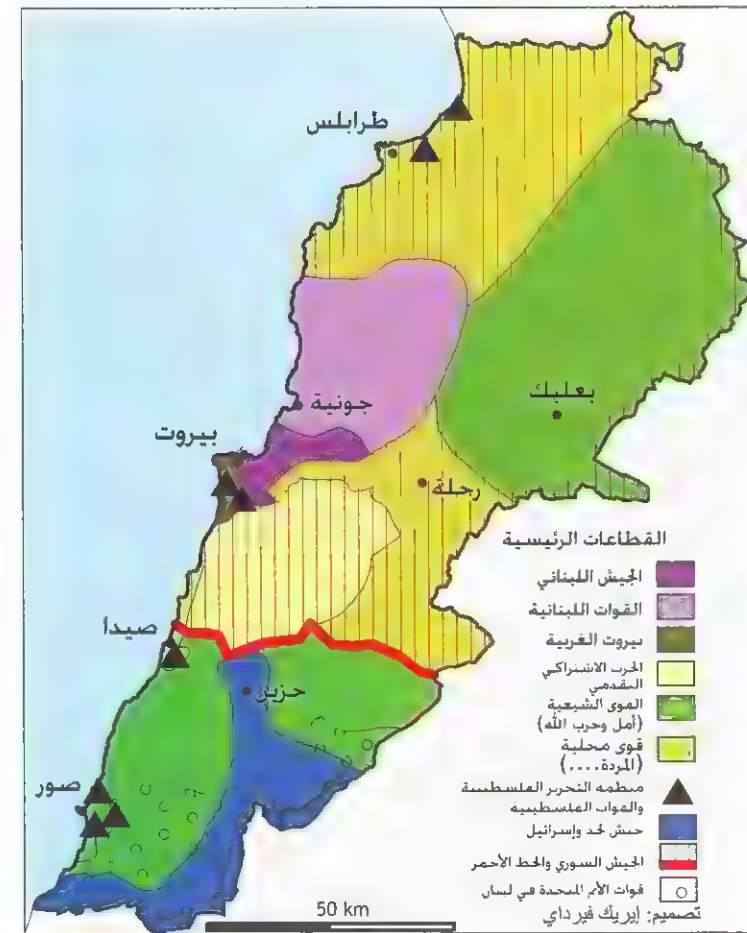 طرابلس
جونية
بعلبك
بيروت
رحلة
صيدا
حزين
صور
القطاعات الرئيسية
الجيش اللبناني
القوات اللبنانية
بيروت الغربية
الحزب الاشتراكي
التقدمي
القوى الشيعية
(أمل وحزب الله)
قوى محلية
(المردة....)
منظمة التحرير الفلسطينية
والقوات الفلسطينية
جيش لحد وإسرائيل
الجيش السوري والخط الأحمر
قوات الأمم المتحدة في لبنان
50 km
تصميم: إيريك فيرداي